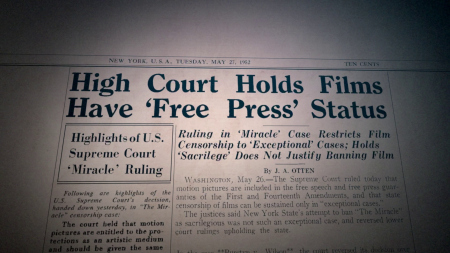 NEW YORK, U.S.A., TUESDAY, MAY 27, 1952
TEN CENTS
High Court Holds Films
Have 'Free Press' Status
Highlights of U.S.
Supreme Court
'Miracle' Ruling
Following are highlights of the
U.S. Supreme Court's decision,
handed down yesterday, in "The Mir-
acle" censorship case:
The court held that motion
pictures are entitled to the pro-
tections as an artistic medium
and should be given the same
Ruling in 'Miracle' Case Restricts Film
Censorship to 'Exceptional' Cases; Holds
'Sacrilege' Does Not Justify Banning Film
By J. A. OTTEN
WASHINGTON, May 26.—The Supreme Court ruled today that
motion pictures are included in the free speech and free press guar-
antees of the First and Fourteenth Amendments, and that state
censorship of films can be sustained only in "exceptional cases."
The justices said New York State's attempt to ban "The Miracle"
as sacrilegious was not such an exceptional case, and reversed lower
court rulings upholding the state.